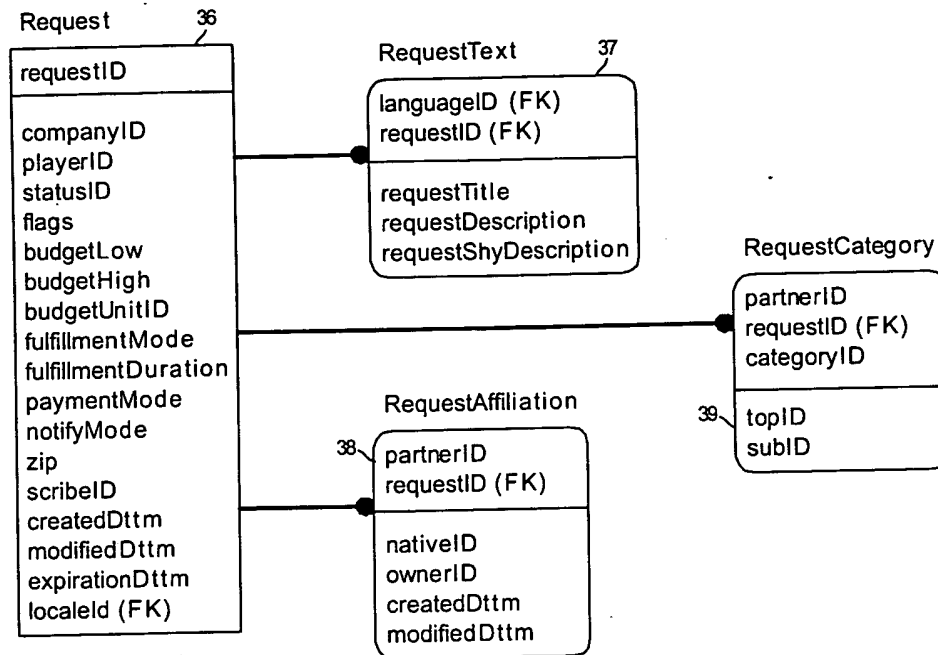 Request
36
requestID
companyID
playerID
statusID
flags
budgetLow
budgetHigh
budgetUnitID
fulfillmentMode
fulfillmentDuration
paymentMode
notifyMode
zip
scribeID
createdDttm
modifiedDttm
expirationDttm
localeId (FK)
RequestText
37
languageID (FK)
requestID (FK)
requestTitle
requestDescription
requestShyDescription
RequestCategory
partnerID
requestID (FK)
categoryID
39
topID
subID
RequestAffiliation
38
partnerID
requestID (FK)
nativeID
ownerID
createdDttm
modifiedDttm